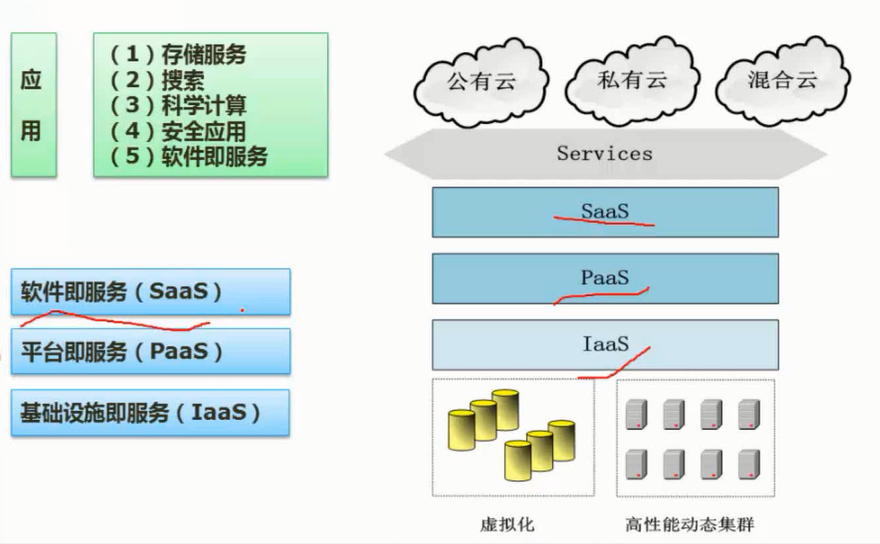 应
用
（1）存储服务
（2）搜索
（3）科学计算
（4）安全应用
（5）软件即服务
软件即服务（SaaS）
平台即服务（PaaS）
基础设施即服务（IaaS）
公有云
私有云
混合云
Services
SaaS
PaaS
IaaS
虚拟化
高性能动态集群